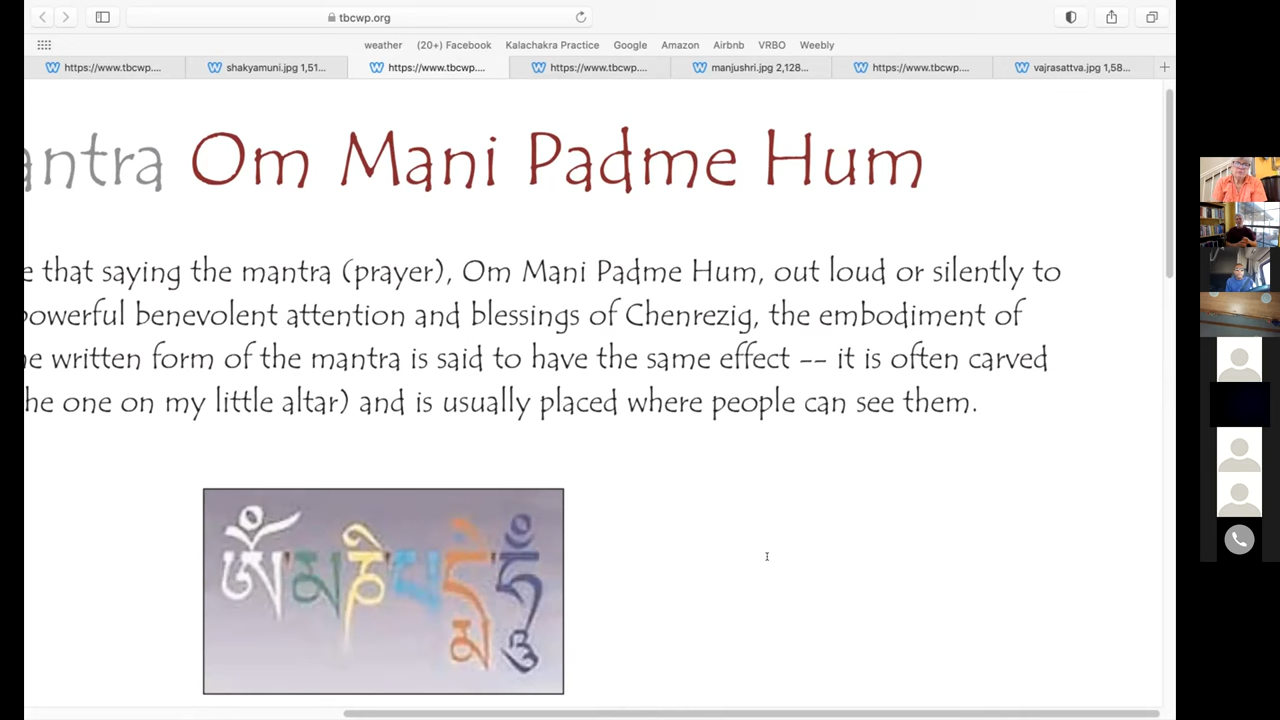 tbcwp.org
weather (20+) Facebook Kalachakra Practice Google Amazon Airbnb VRBO Weebly
https://www.tbcwp.... shakyamuni.jpg 1,51... https://www.tbcwp.... https://www.tbcwp.... manjushri.jpg 2,128... https://www.tbcwp.... vajrasattva.jpg 1,58...
antra Om Mani Padme Hum
e that saying the mantra (prayer), Om Mani Padme Hum, out loud or silently to
powerful benevolent attention and blessings of Chenrezig, the embodiment of
e written form of the mantra is said to have the same effect -- it is often carved
he one on my little altar) and is usually placed where people can see them.
ༀ་མ་ཎི་པ་དྨེ་ཧཱུྃ